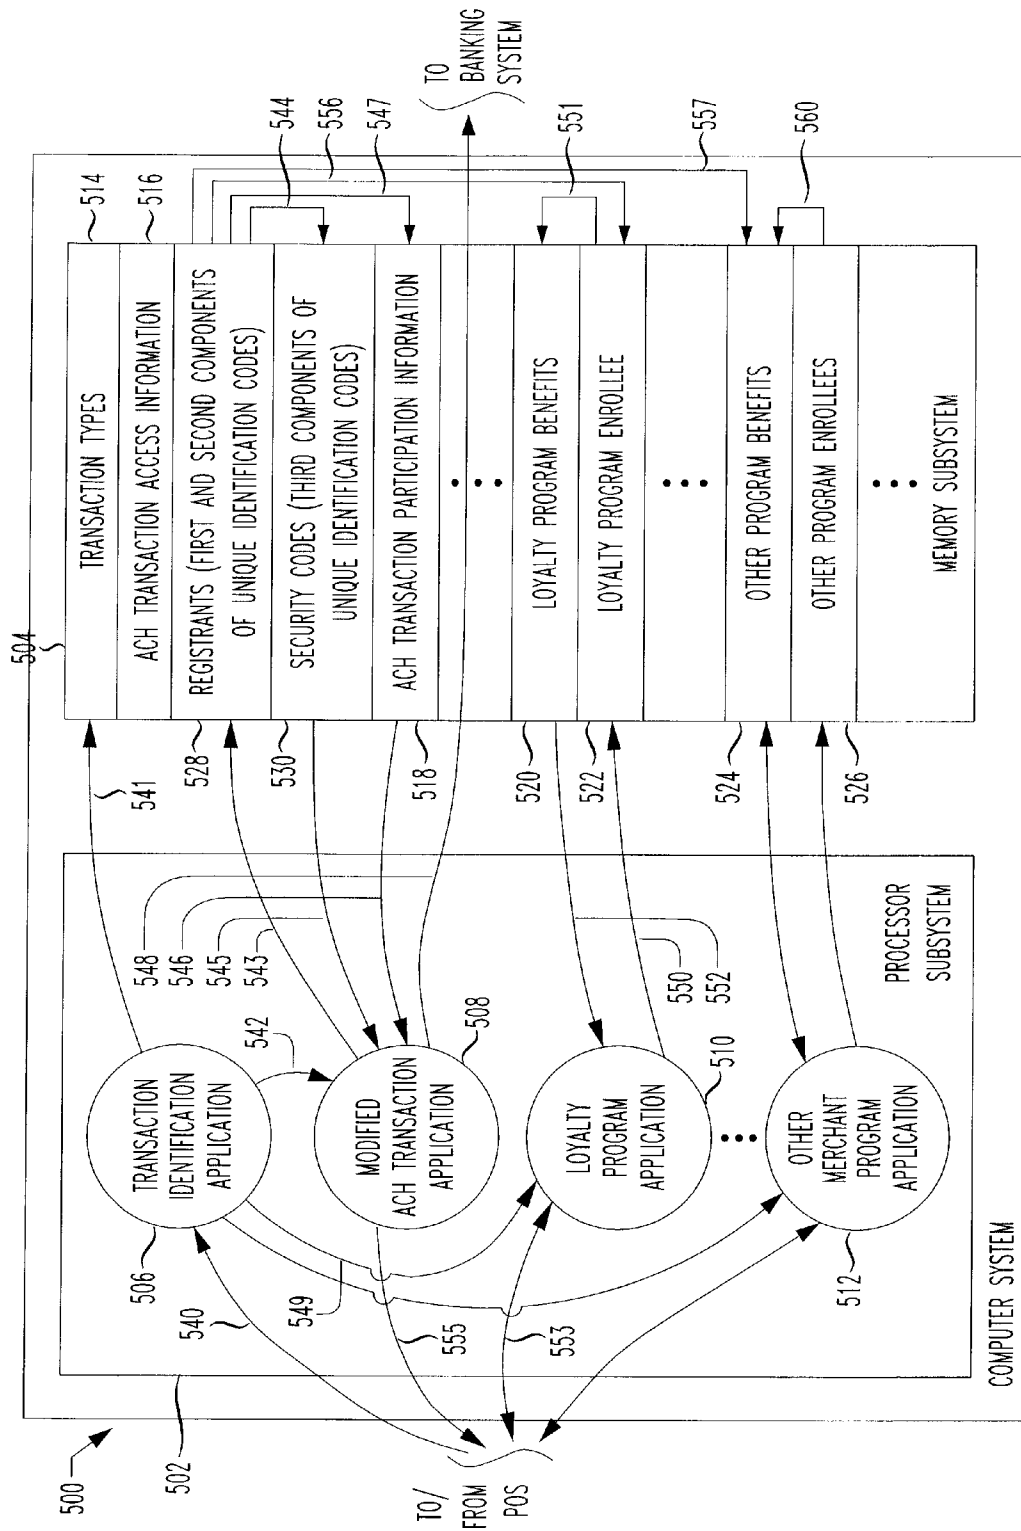 500
502
504
TRANSACTION TYPES
514
ACH TRANSACTION ACCESS INFORMATION
516
REGISTRANTS (FIRST AND SECOND COMPONENTS
OF UNIQUE IDENTIFICATION CODES)
528
SECURITY CODES (THIRD COMPONENTS OF
UNIQUE IDENTIFICATION CODES)
530
ACH TRANSACTION PARTICIPATION INFORMATION
518
LOYALTY PROGRAM BENEFITS
520
LOYALTY PROGRAM ENROLLEE
522
OTHER PROGRAM BENEFITS
524
OTHER PROGRAM ENROLLEES
526
MEMORY SUBSYSTEM
544
556
547
551
557
560
TO
BANKING
SYSTEM
541
548
546
545
543
542
550
552
TRANSACTION
IDENTIFICATION
APPLICATION
506
MODIFIED
ACH TRANSACTION
APPLICATION
508
LOYALTY
PROGRAM
APPLICATION
510
OTHER
MERCHANT
PROGRAM
APPLICATION
512
PROCESSOR
SUBSYSTEM
540
549
555
553
TO/
FROM
POS
COMPUTER SYSTEM